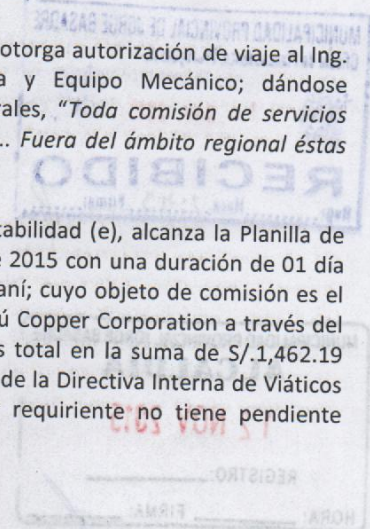 otorga autorización de viaje al Ing.
a y Equipo Mecánico; dándose
rales, "Toda comisión de servicios
.. Fuera del ámbito regional éstas
RECIBIDO
tabilidad (e), alcanza la Planilla de
e 2015 con una duración de 01 día
aní; cuyo objeto de comisión es el
ú Copper Corporation a través del
s total en la suma de S/.1,462.19
de la Directiva Interna de Viáticos
requiriente no tiene pendiente
12 NOV 2015
REGISTRO:
HORA: FIRMA: